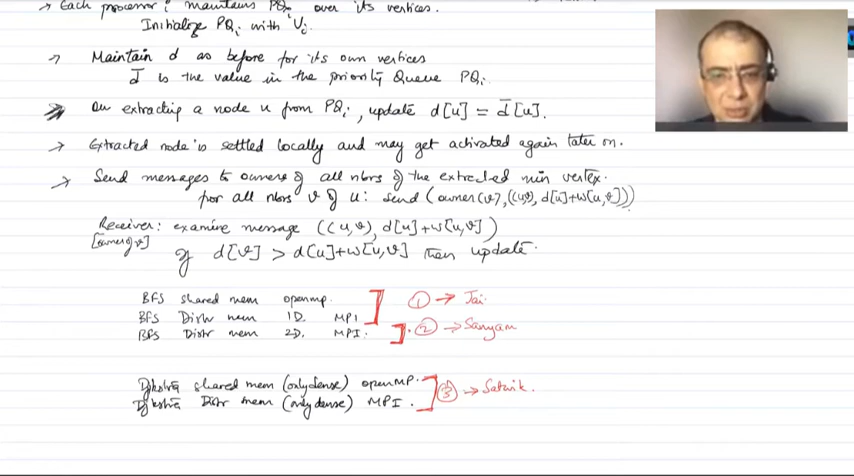 → Each processor i maintains PQi over its vertices.
Initialize PQi with Vi.
→ Maintain d as before for its own vertices
d̄ is the value in the priority Queue PQi.
→ On extracting a node u from PQi, update d[u] = d̄[u].
→ Extracted node is settled locally and may get activated again later on.
→ Send messages to owners of all nbrs of the extracted min vertex.
for all nbrs v of u: send (owner(v), ((u,v), d[u]+w[u,v]))
Receiver: examine message ((u,v), d[u]+w[u,v])
[owner of v]
if d[v] > d[u]+w[u,v] then update.
BFS shared mem openmp.
BFS Distr mem 1D. MPI
BFS Distr mem 2D. MPI.
① → Jai.
② → Sanyam
Djkstra shared mem (only dense) openMP.
Djkstra Distr mem (only dense) MPI.
③ → Satvik.